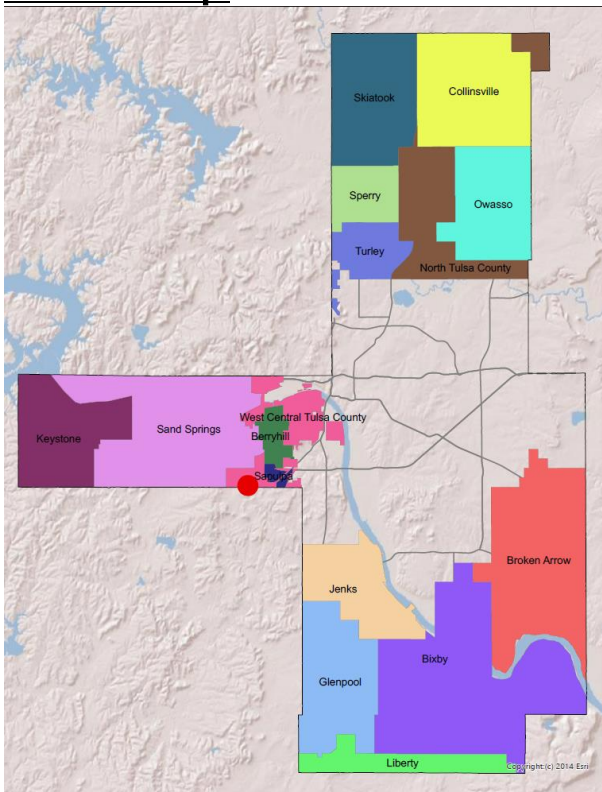 Skiatook
Collinsville
Sperry
Owasso
Turley
North Tulsa County
West Central Tulsa County
Keystone
Sand Springs
Berryhill
Sapulpa
Broken Arrow
Jenks
Bixby
Glenpool
Liberty
Copyright:(c) 2014 Esri